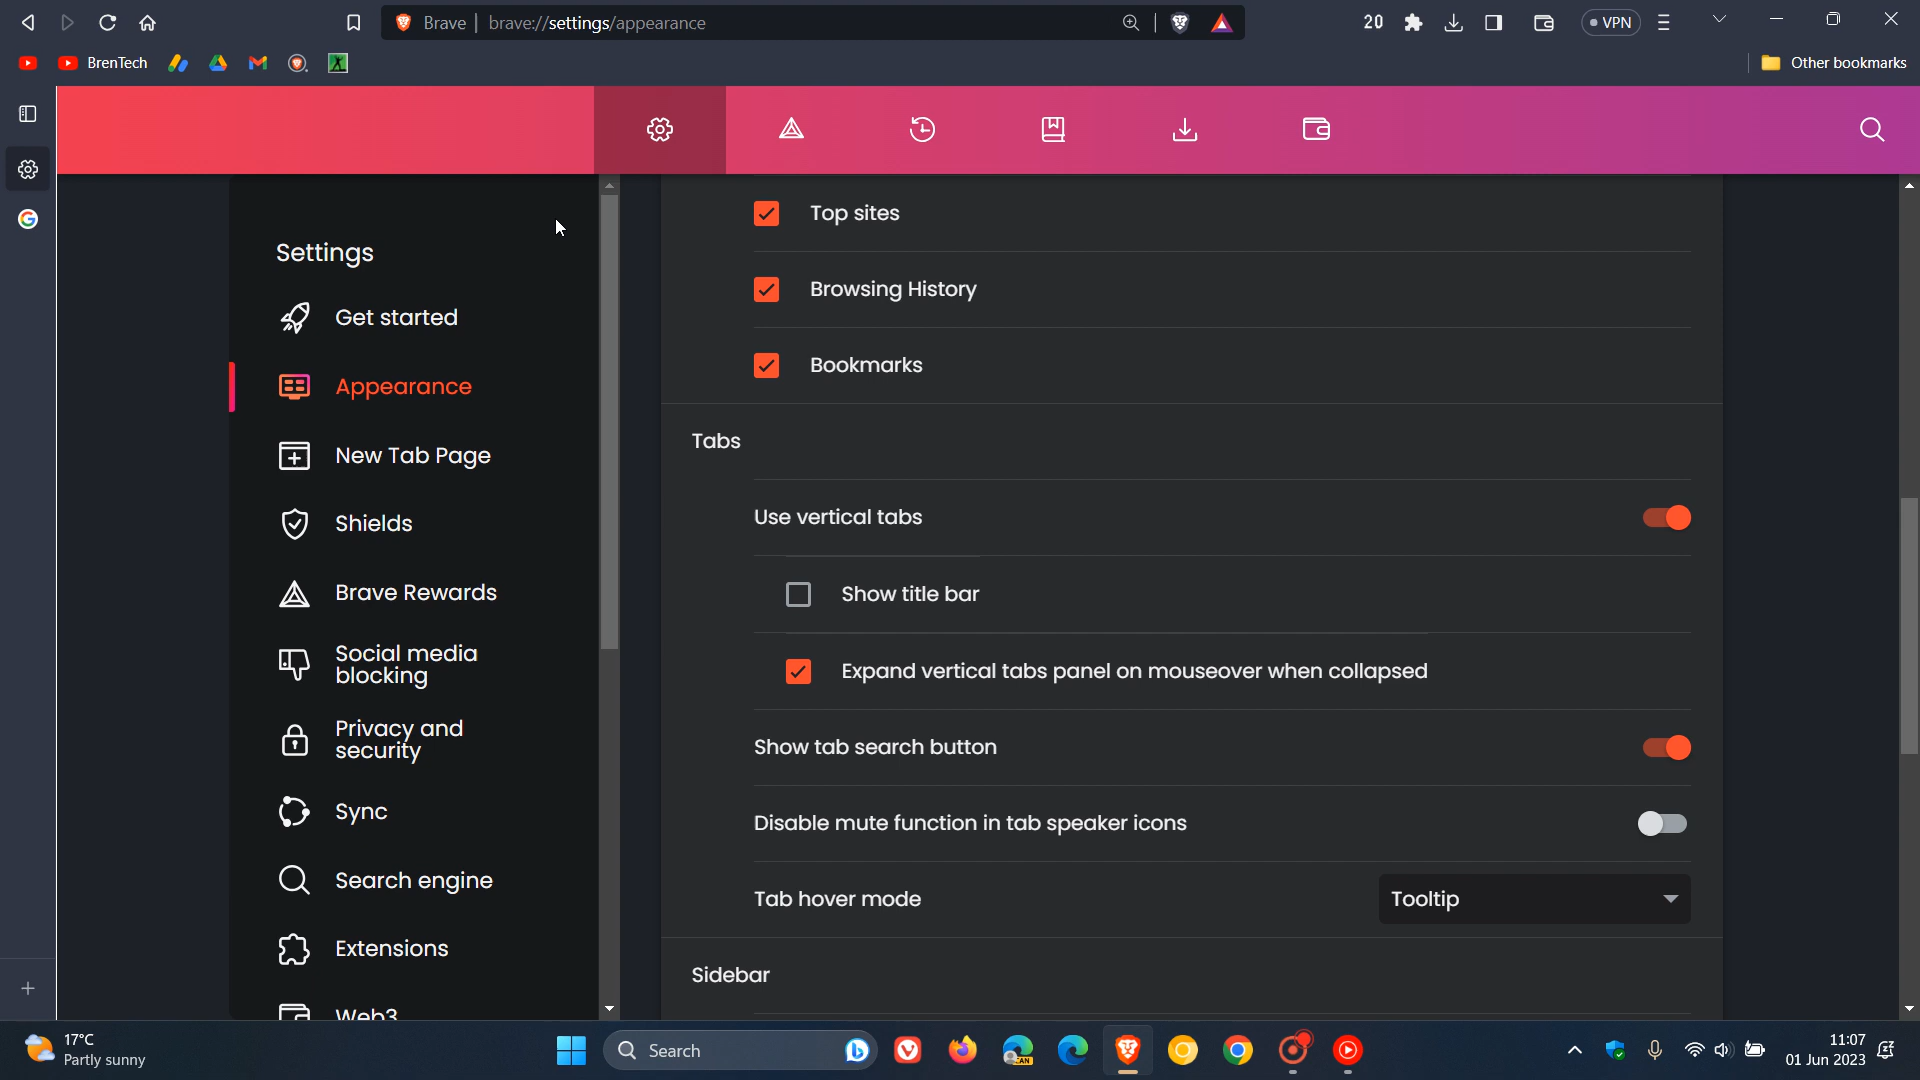 Brave
brave://settings/appearance
20
VPN
BrenTech
Other bookmarks
Settings
Get started
Appearance
New Tab Page
Shields
Brave Rewards
Social media
blocking
Privacy and
security
Sync
Search engine
Extensions
Web3
Top sites
Browsing History
Bookmarks
Tabs
Use vertical tabs
Show title bar
Expand vertical tabs panel on mouseover when collapsed
Show tab search button
Disable mute function in tab speaker icons
Tab hover mode
Tooltip
Sidebar
17°C
Partly sunny
Search
CAN
11:07
01 Jun 2023